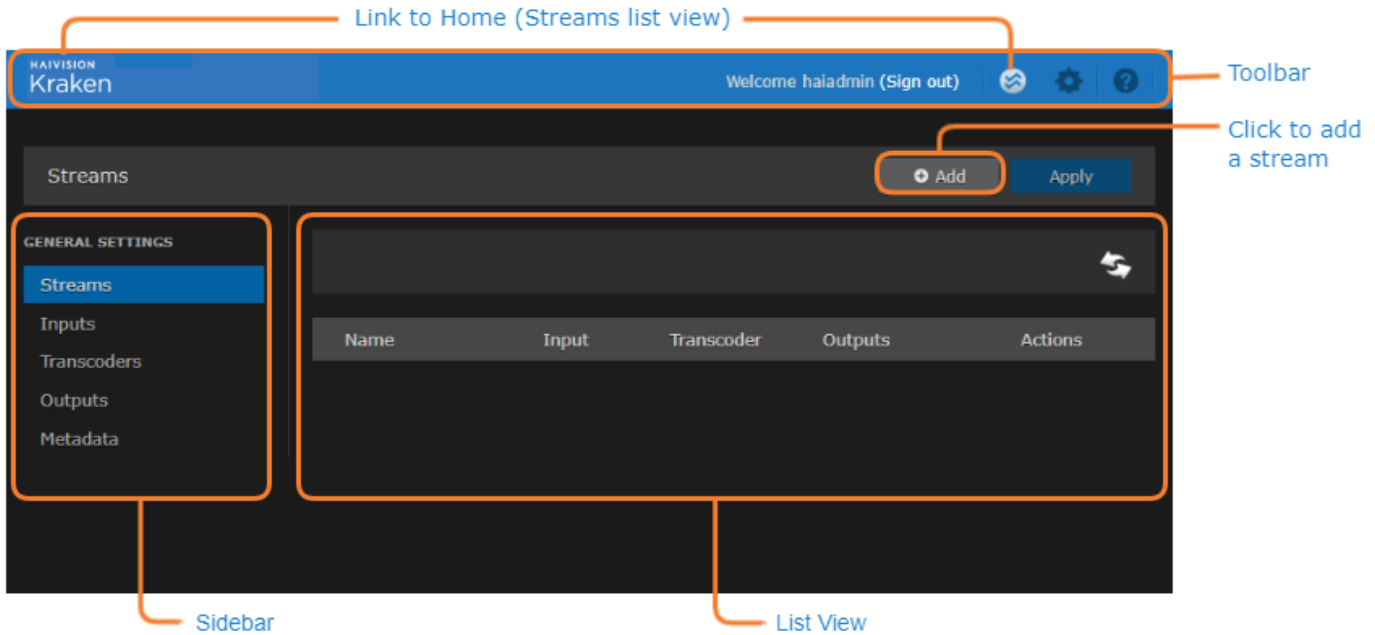 Link to Home (Streams list view)
HAIVISION
Kraken
Welcome haiadmin (Sign out)
Toolbar
Click to add
a stream
Streams
Add
Apply
GENERAL SETTINGS
Streams
Inputs
Transcoders
Outputs
Metadata
Name Input Transcoder Outputs Actions
Sidebar
List View